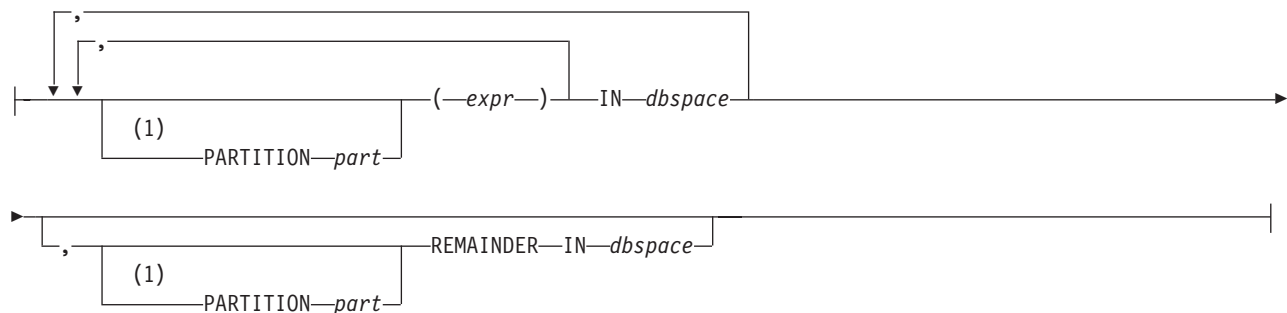 ,
,
( expr ) IN dbspace
(1)
PARTITION part
, REMAINDER IN dbspace
(1)
PARTITION part